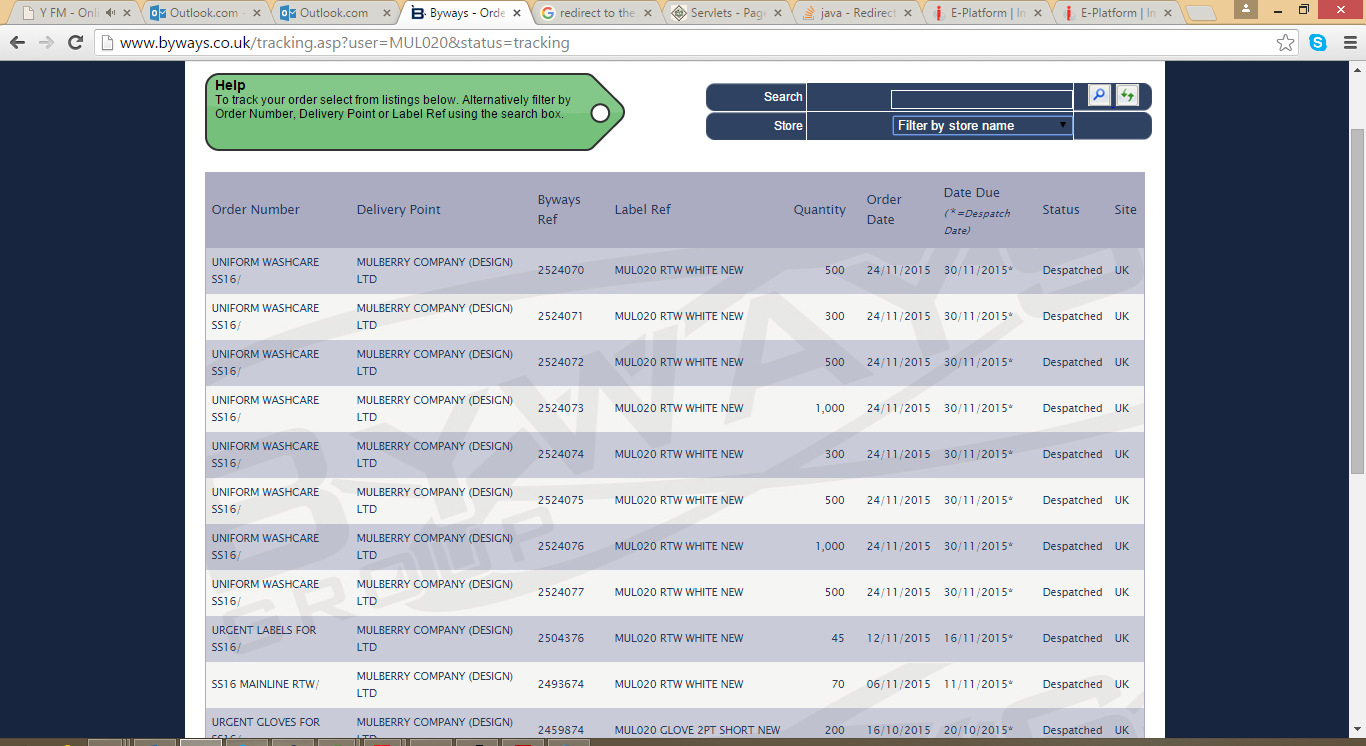 Y FM - Onli
Outlook.com -
Outlook.com
Byways - Orde
redirect to the
Servlets - Pag
java - Redirect
E-Platform | In
E-Platform | In
www.byways.co.uk/tracking.asp?user=MUL020&status=tracking
Help
To track your order select from listings below. Alternatively filter by
Order Number, Delivery Point or Label Ref using the search box.
Search
Store Filter by store name
Order Number Delivery Point Byways Ref Label Ref Quantity Order Date Date Due (*=Despatch Date) Status Site
UNIFORM WASHCARE SS16/ MULBERRY COMPANY (DESIGN) LTD 2524070 MUL020 RTW WHITE NEW 500 24/11/2015 30/11/2015* Despatched UK
UNIFORM WASHCARE SS16/ MULBERRY COMPANY (DESIGN) LTD 2524071 MUL020 RTW WHITE NEW 300 24/11/2015 30/11/2015* Despatched UK
UNIFORM WASHCARE SS16/ MULBERRY COMPANY (DESIGN) LTD 2524072 MUL020 RTW WHITE NEW 500 24/11/2015 30/11/2015* Despatched UK
UNIFORM WASHCARE SS16/ MULBERRY COMPANY (DESIGN) LTD 2524073 MUL020 RTW WHITE NEW 1,000 24/11/2015 30/11/2015* Despatched UK
UNIFORM WASHCARE SS16/ MULBERRY COMPANY (DESIGN) LTD 2524074 MUL020 RTW WHITE NEW 300 24/11/2015 30/11/2015* Despatched UK
UNIFORM WASHCARE SS16/ MULBERRY COMPANY (DESIGN) LTD 2524075 MUL020 RTW WHITE NEW 500 24/11/2015 30/11/2015* Despatched UK
UNIFORM WASHCARE SS16/ MULBERRY COMPANY (DESIGN) LTD 2524076 MUL020 RTW WHITE NEW 1,000 24/11/2015 30/11/2015* Despatched UK
UNIFORM WASHCARE SS16/ MULBERRY COMPANY (DESIGN) LTD 2524077 MUL020 RTW WHITE NEW 500 24/11/2015 30/11/2015* Despatched UK
URGENT LABELS FOR SS16/ MULBERRY COMPANY (DESIGN) LTD 2504376 MUL020 RTW WHITE NEW 45 12/11/2015 16/11/2015* Despatched UK
SS16 MAINLINE RTW/ MULBERRY COMPANY (DESIGN) LTD 2493674 MUL020 RTW WHITE NEW 70 06/11/2015 11/11/2015* Despatched UK
URGENT GLOVES FOR SS16/ MULBERRY COMPANY (DESIGN) LTD 2459874 MUL020 GLOVE 2PT SHORT NEW 200 16/10/2015 20/10/2015* Despatched UK
BYWAYS
GROUP